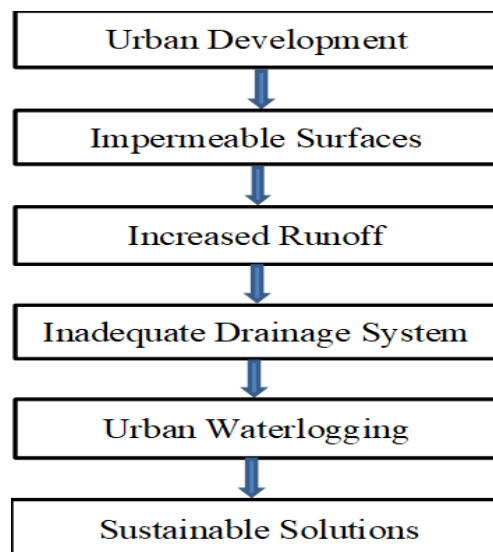 Urban Development
Impermeable Surfaces
Increased Runoff
Inadequate Drainage System
Urban Waterlogging
Sustainable Solutions